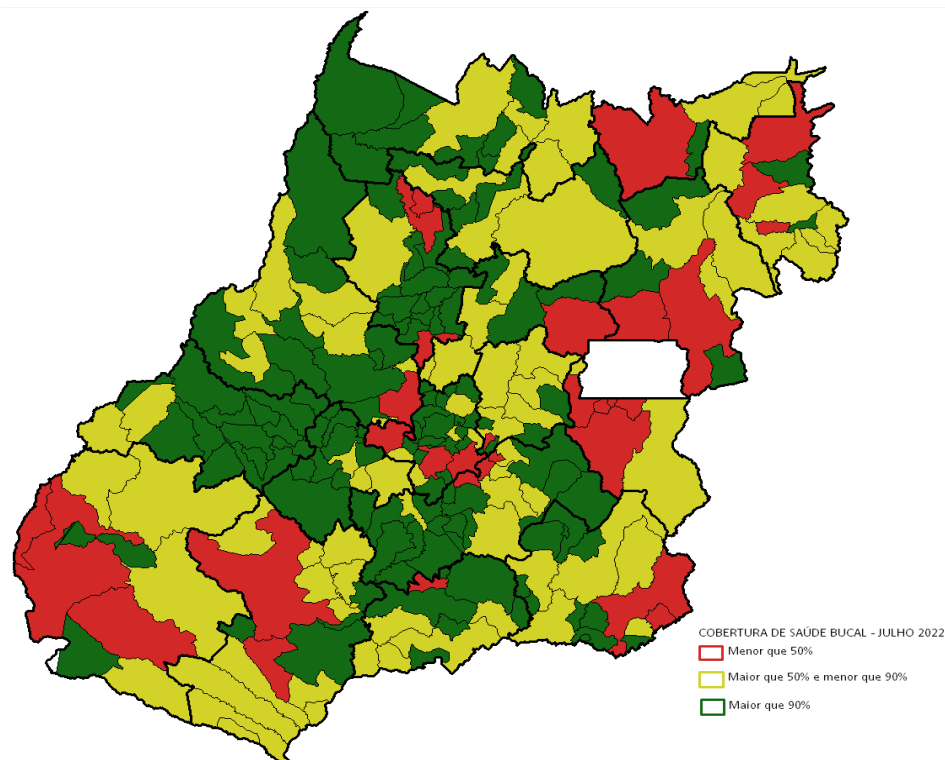 COBERTURA DE SAÚDE BUCAL - JULHO 2022
Menor que 50%
Maior que 50% e menor que 90%
Maior que 90%